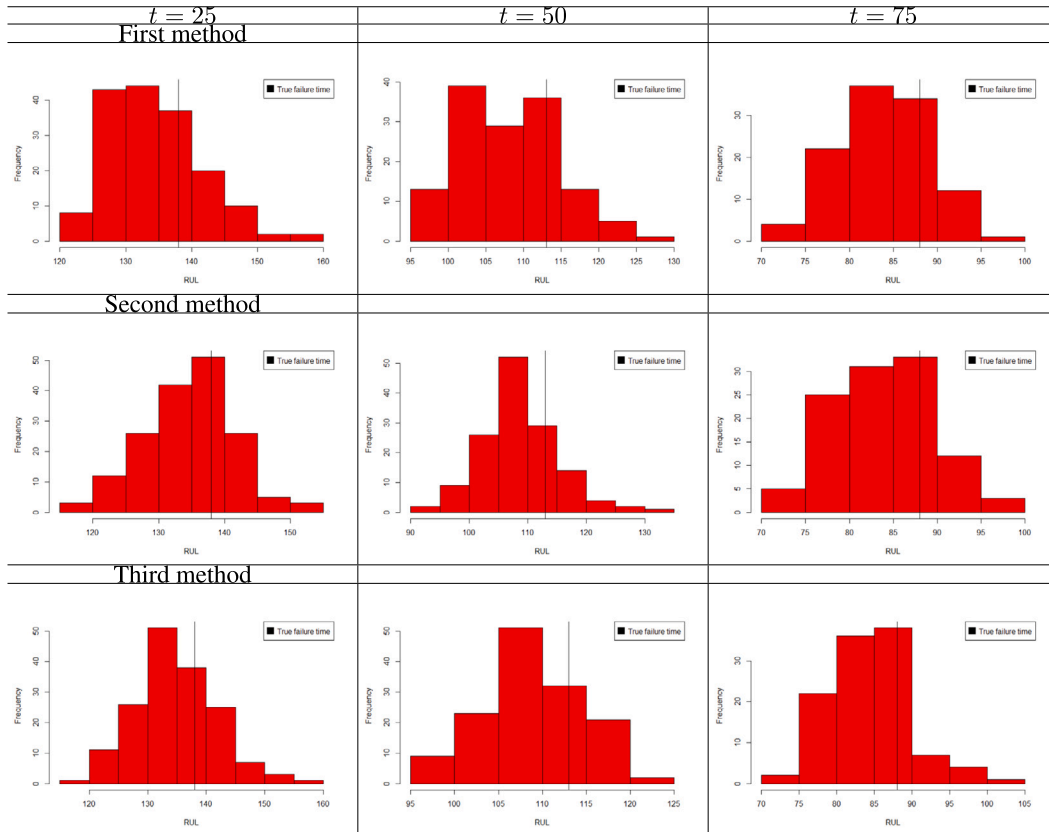 t = 25 t = 50 t = 75
First method
True failure time True failure time True failure time
Frequency Frequency Frequency
0 10 20 30 40
0 10 20 30 40
0 10 20 30
120 130 140 150 160
95 100 105 110 115 120 125 130
70 75 80 85 90 95 100
RUL RUL RUL
Second method
True failure time True failure time True failure time
Frequency Frequency Frequency
0 10 20 30 40 50
0 10 20 30 40 50
0 5 10 15 20 25 30
120 130 140 150
90 100 110 120 130
70 75 80 85 90 95 100
RUL RUL RUL
Third method
True failure time True failure time True failure time
Frequency Frequency Frequency
0 10 20 30 40 50
0 10 20 30 40 50
0 10 20 30
120 130 140 150 160
95 100 105 110 115 120 125
70 75 80 85 90 95 100 105
RUL RUL RUL